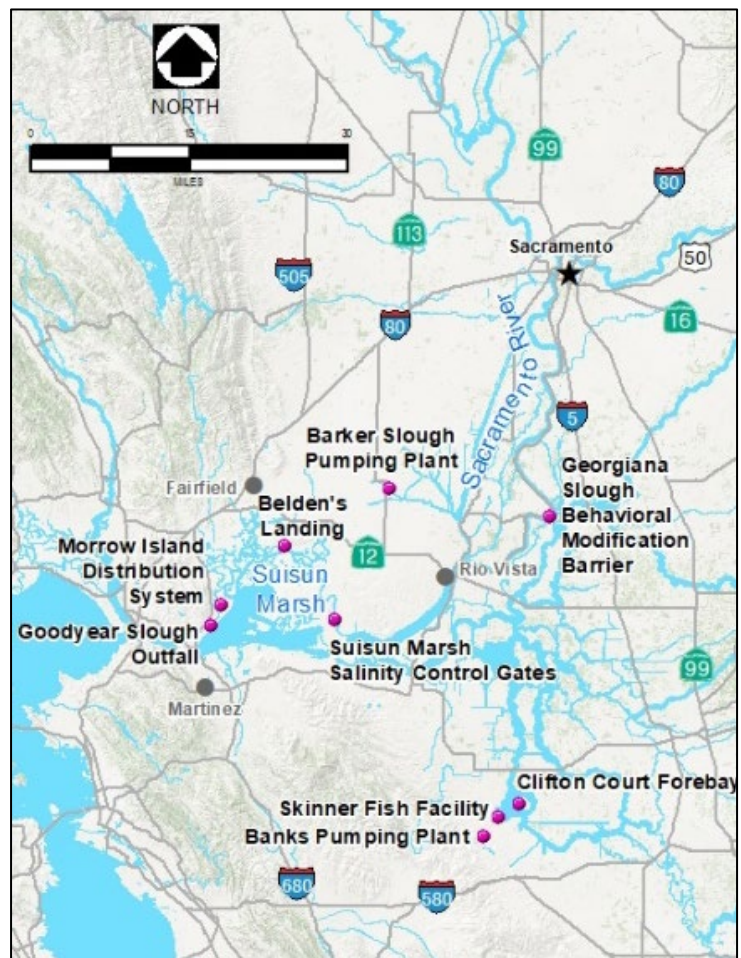 NORTH
0 15 30
MILES
99
80
113
Sacramento
50
505
80
16
Sacramento River
5
Barker Slough
Pumping Plant
Georgiana
Slough
Behavioral
Modification
Barrier
Fairfield
Belden's
Landing
12
Morrow Island
Distribution
System
Suisun
Marsh
Rio Vista
Goodyear Slough
Outfall
Suisun Marsh
Salinity Control Gates
99
Martinez
Clifton Court Forebay
Skinner Fish Facility
Banks Pumping Plant
680
580